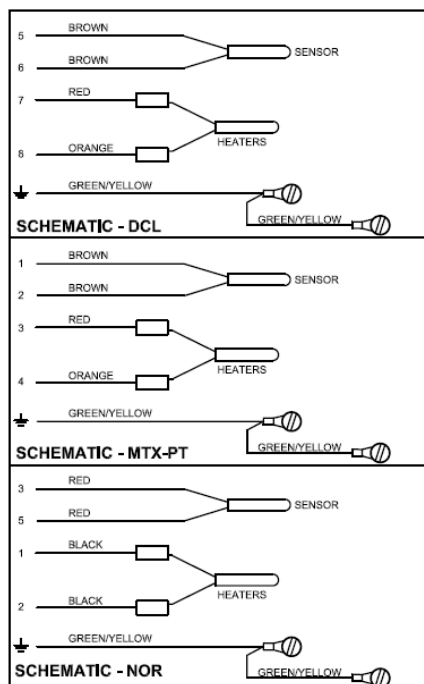 5 BROWN
SENSOR
6 BROWN
7 RED
8 ORANGE
HEATERS
GREEN/YELLOW
GREEN/YELLOW
SCHEMATIC - DCL
1 BROWN
SENSOR
2 BROWN
3 RED
HEATERS
4 ORANGE
GREEN/YELLOW
GREEN/YELLOW
SCHEMATIC - MTX-PT
3 RED
SENSOR
5 RED
1 BLACK
HEATERS
2 BLACK
GREEN/YELLOW
SCHEMATIC - NOR
GREEN/YELLOW